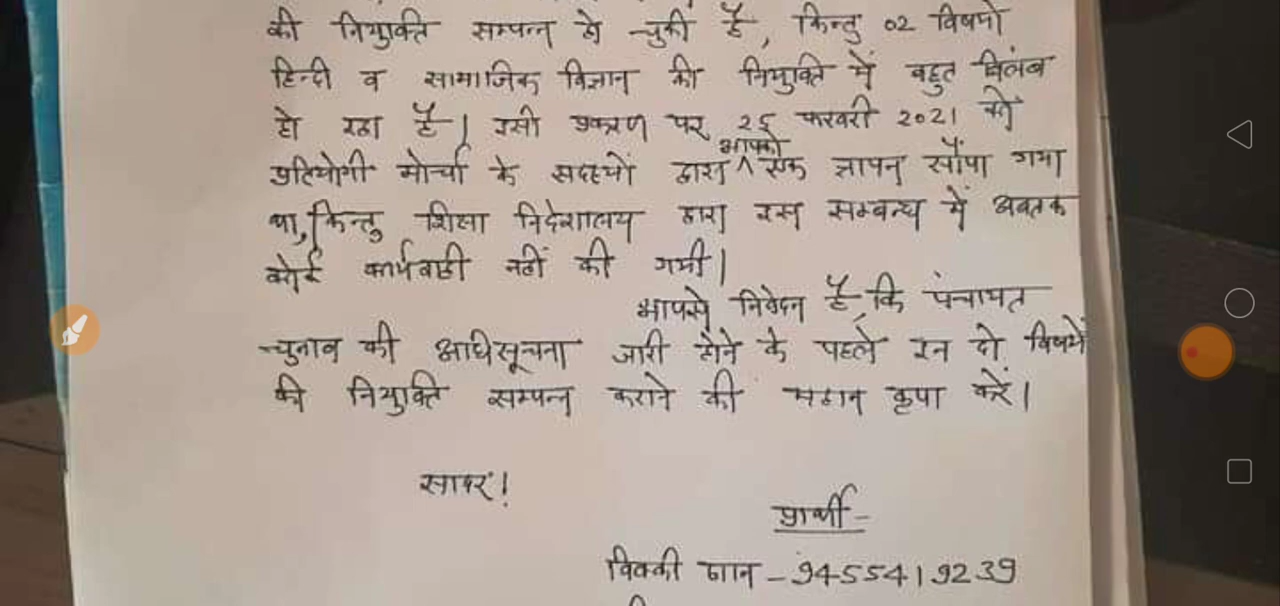 की नियुक्ति सम्पन्न हो चुकी है, किन्तु 02 विषयों
हिन्दी व सामाजिक विज्ञान की नियुक्ति में बहुत विलंब
हो रहा है। इसी प्रकरण पर 25 फरवरी 2021 को
आपको
प्रतियोगी मोर्चा के सदस्यों द्वारा ^ एक ज्ञापन सौंपा गया
था, किन्तु शिक्षा निदेशालय द्वारा इस सम्बन्ध में अबतक
कोई कार्यवाही नहीं की गयी।
आपसे निवेदन है, कि पंचायत
चुनाव की अधिसूचना जारी होने के पहले इन दो विषयों
की नियुक्ति सम्पन्न कराने की महान कृपा करें।
सादर!
प्रार्थी -
विक्की खान - 9455419239